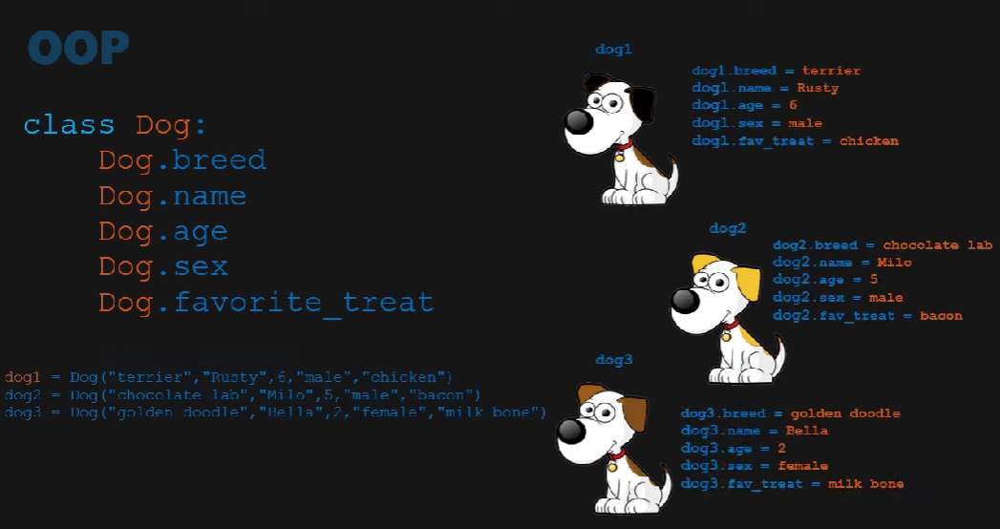 OOP
class Dog:
Dog.breed
Dog.name
Dog.age
Dog.sex
Dog.favorite_treat
dog1 = Dog("terrier","Rusty",6,"male","chicken")
dog2 = Dog("chocolate lab","Milo",5,"male","bacon")
dog3 = Dog("golden doodle","Bella",2,"female","milk bone")
dog1
dog1.breed = terrier
dog1.name = Rusty
dog1.age = 6
dog1.sex = male
dog1.fav_treat = chicken
dog2
dog2.breed = chocolate lab
dog2.name = Milo
dog2.age = 5
dog2.sex = male
dog2.fav_treat = bacon
dog3
dog3.breed = golden doodle
dog3.name = Bella
dog3.age = 2
dog3.sex = female
dog3.fav_treat = milk bone